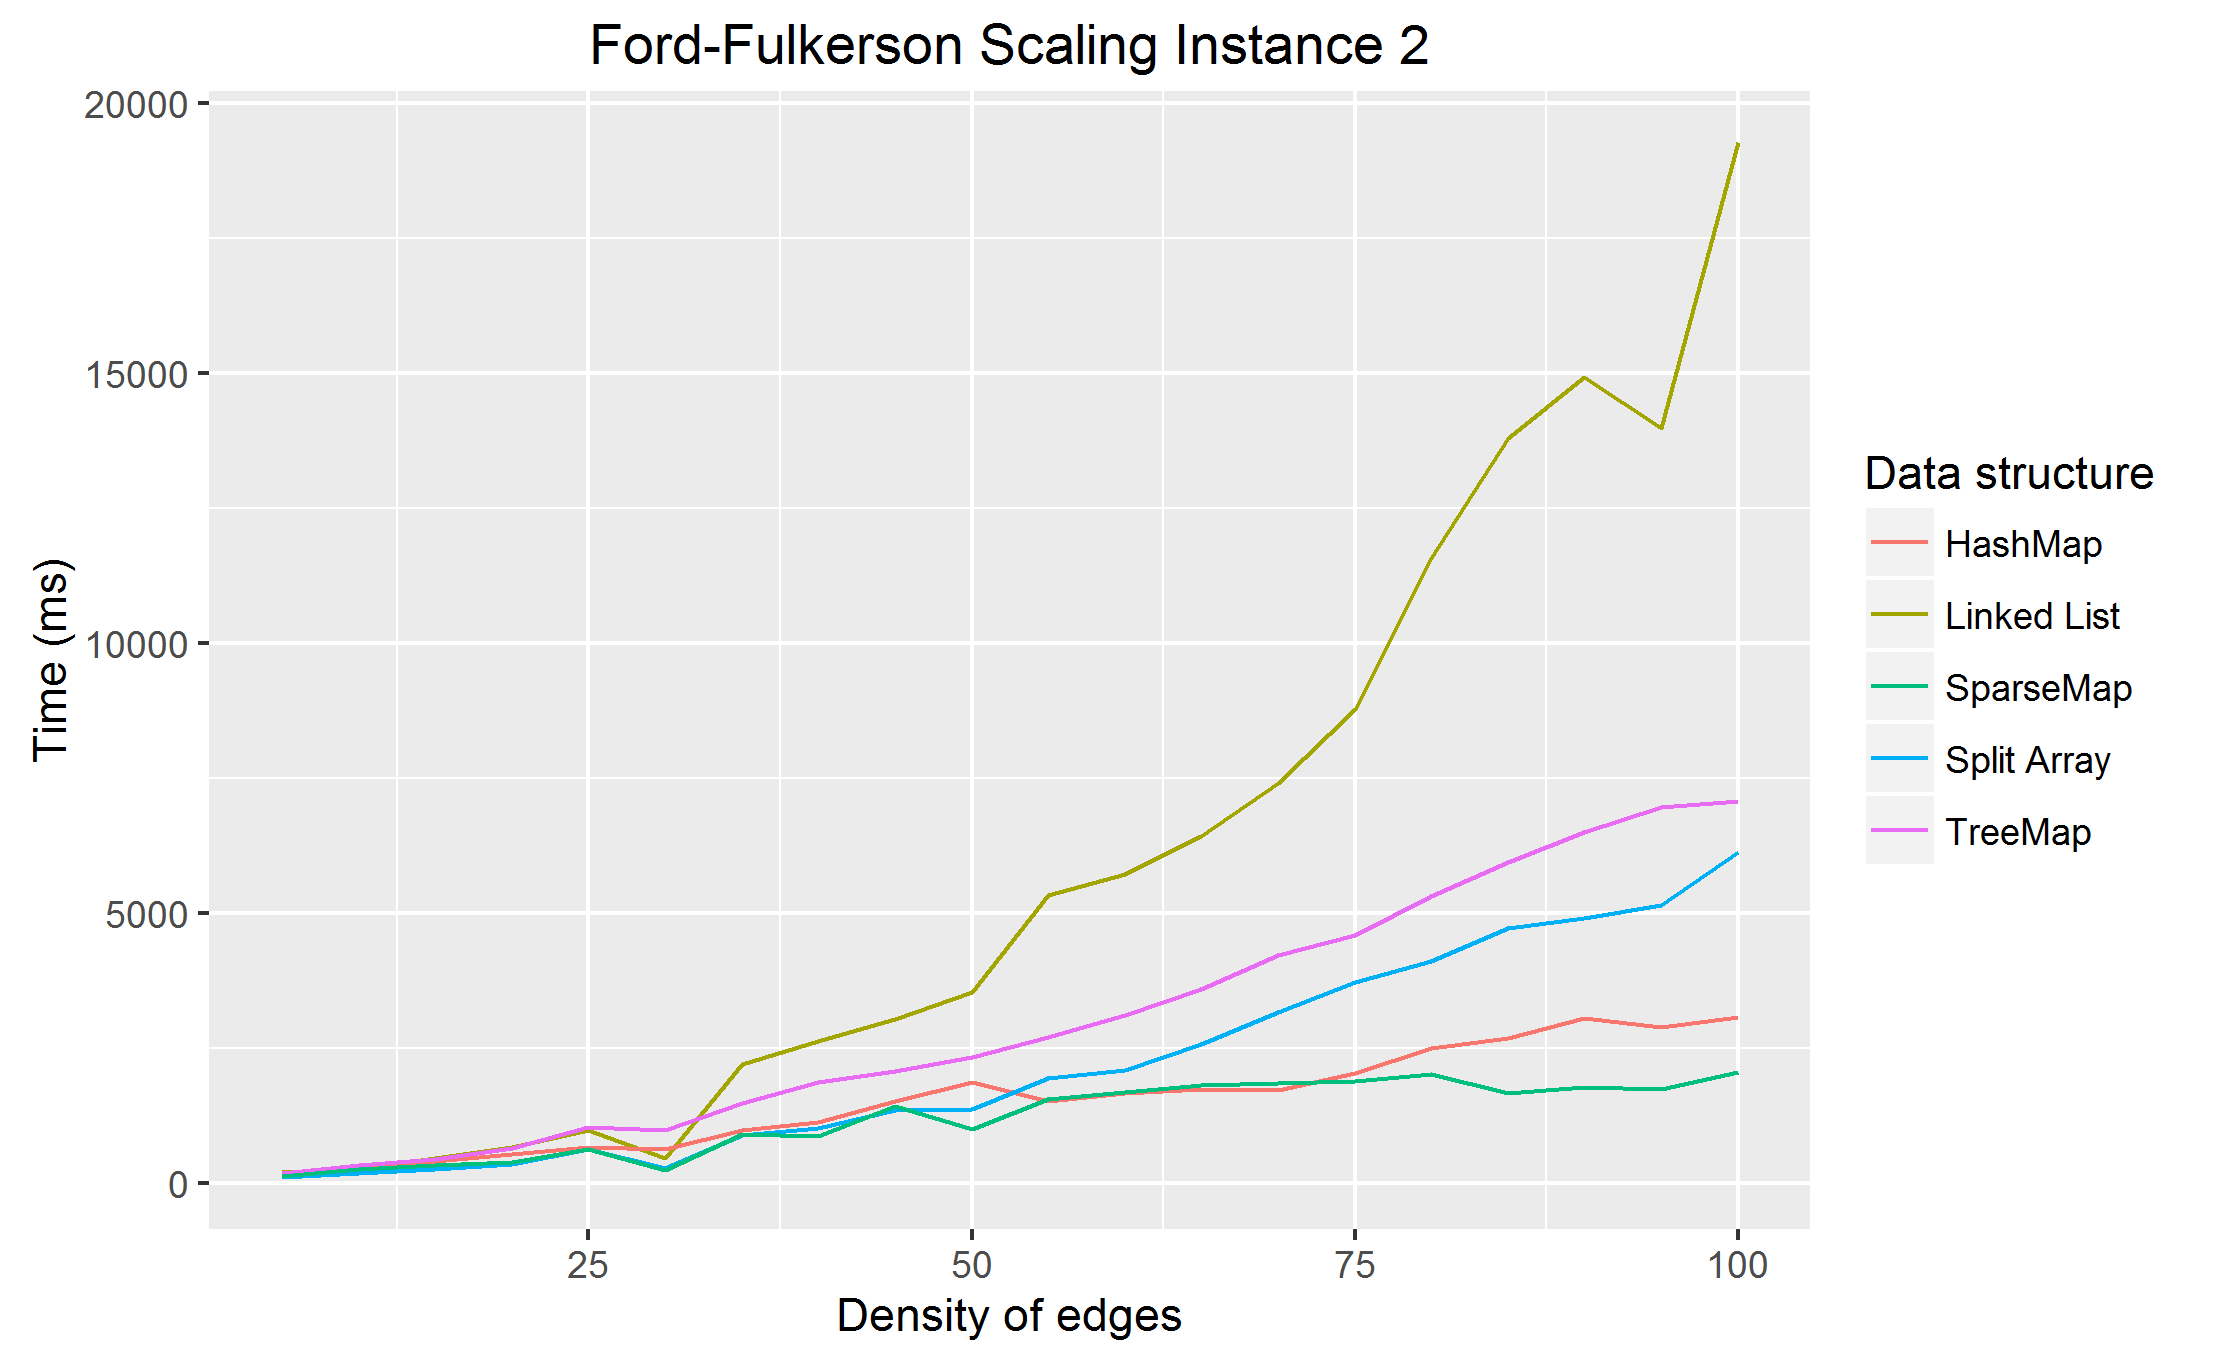 Ford-Fulkerson Scaling Instance 2
20000
15000
10000
5000
0
Time (ms)
25 50 75 100
Density of edges
Data structure
HashMap
Linked List
SparseMap
Split Array
TreeMap